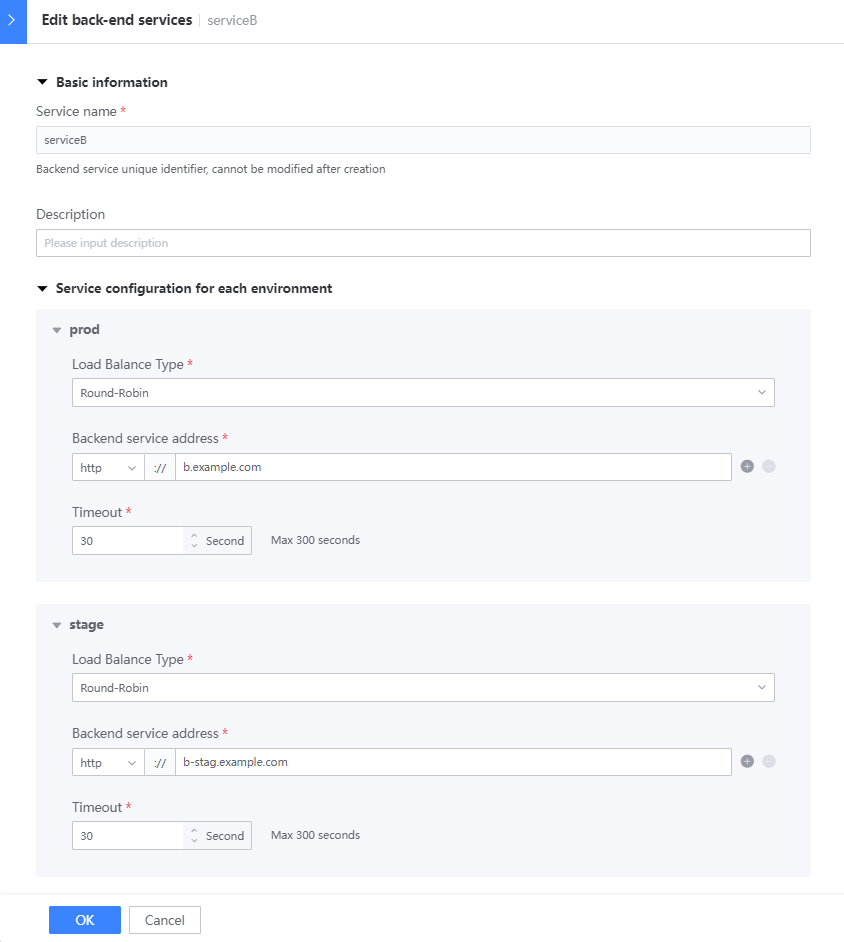 Edit back-end services | serviceB
Basic information
Service name *
serviceB
Backend service unique identifier, cannot be modified after creation
Description
Please input description
Service configuration for each environment
prod
Load Balance Type *
Round-Robin
Backend service address *
http :// b.example.com
Timeout *
30 Second Max 300 seconds
stage
Load Balance Type *
Round-Robin
Backend service address *
http :// b-stag.example.com
Timeout *
30 Second Max 300 seconds
OK Cancel